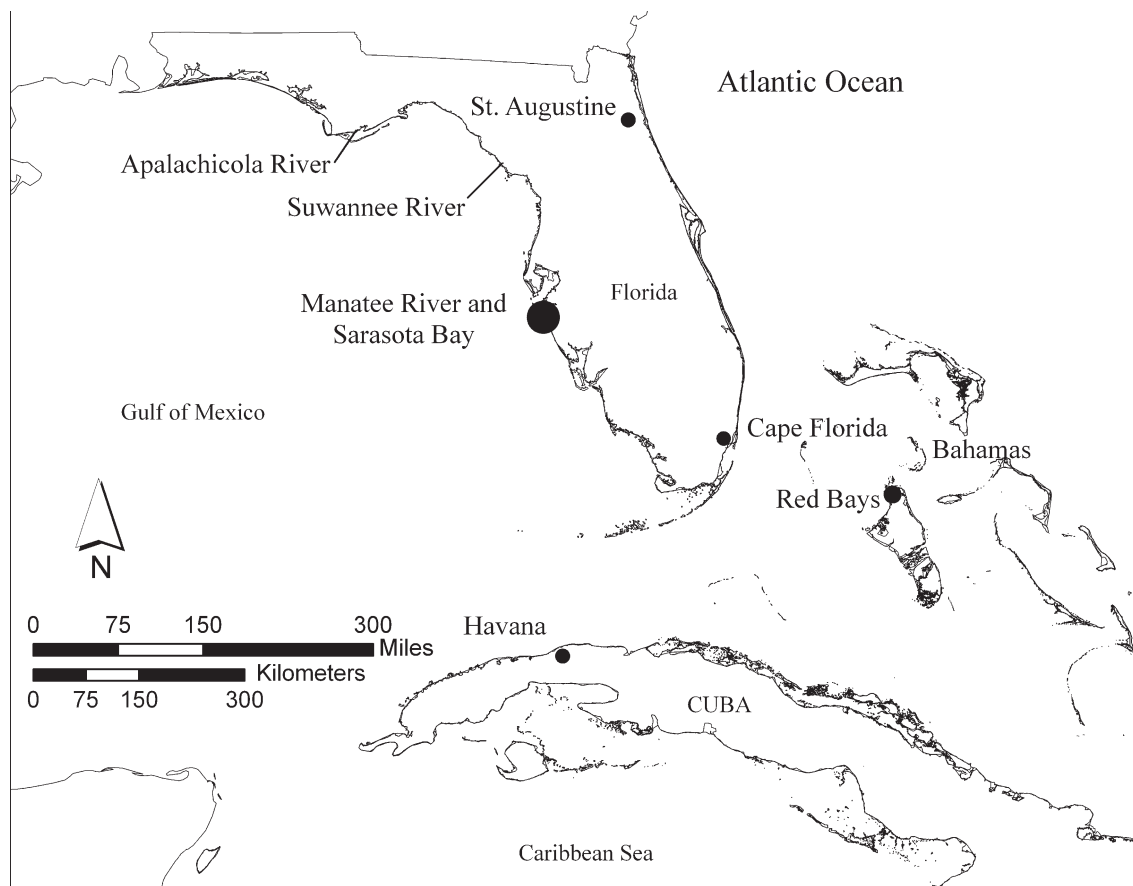 Atlantic Ocean
St. Augustine
Apalachicola River
Suwannee River
Manatee River and
Sarasota Bay
Florida
Gulf of Mexico
Cape Florida
Bahamas
Red Bays
N
0 75 150 300
Miles
Kilometers
0 75 150 300
Havana
CUBA
Caribbean Sea